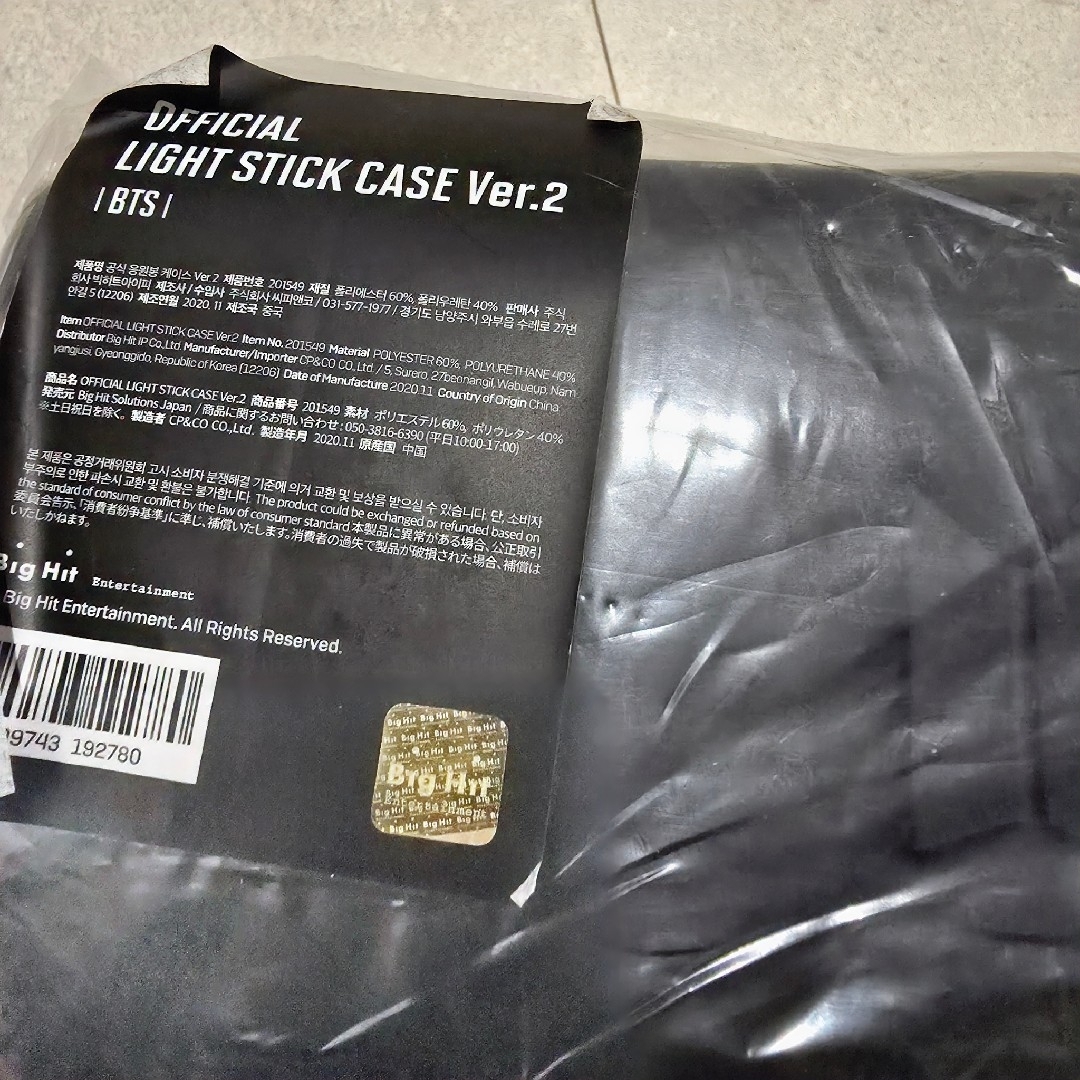 OFFICIAL
LIGHT STICK CASE Ver.2
| BTS |
제품명 공식 응원봉 케이스 Ver 2 제품번호 201549 재질 폴리에스터 60%, 폴리우레탄 40% 판매사 주식
회사 빅히트아이피 제조사 / 수입사 주식회사 씨피앤코 / 031-577-1977 / 경기도 남양주시 와부읍 수레로 27번
안길 5 (12206) 제조연월 2020. 11 제조국 중국
Item OFFICIAL LIGHT STICK CASE Ver.2 Item No. 201549 Material POLYESTER 60%, POLYURETHANE 40%
Distributor Big Hit IP Co., Ltd. Manufacturer/Importer CP&CO CO., Ltd. / 5, Surero, 27beonangil, Wabueup, Nam
yangjusi, Gyeonggido, Republic of Korea (12206) Date of Manufacture 2020.11 Country of Origin China
商品名 OFFICIAL LIGHT STICK CASE Ver.2 商品番号 201549 素材 ポリエステル 60%, ポリウレタン 40%
発売元 Big Hit Solutions Japan / 商品に関するお問い合わせ : 050-3816-6390 (平日10:00-17:00)
※土日祝日を除く。 製造者 CP&CO CO.,Ltd. 製造年月 2020.11 原産国 中国
본 제품은 공정거래위원회 고시 소비자 분쟁해결 기준에 의거 교환 및 보상을 받으실 수 있습니다. 단, 소비자
부주의로 인한 파손시 교환 및 환불은 불가합니다. The product could be exchanged or refunded based on
the standard of consumer conflict by the law of consumer standard 本製品に異常がある場合、公正取引
委員会告示、「消費者紛争基準」に準じ、補償いたします。消費者の過失で製品が破損された場合、補償は
いたしかねます。
Big Hit Entertainment
Big Hit Entertainment. All Rights Reserved.
9743 192780
Big Hit